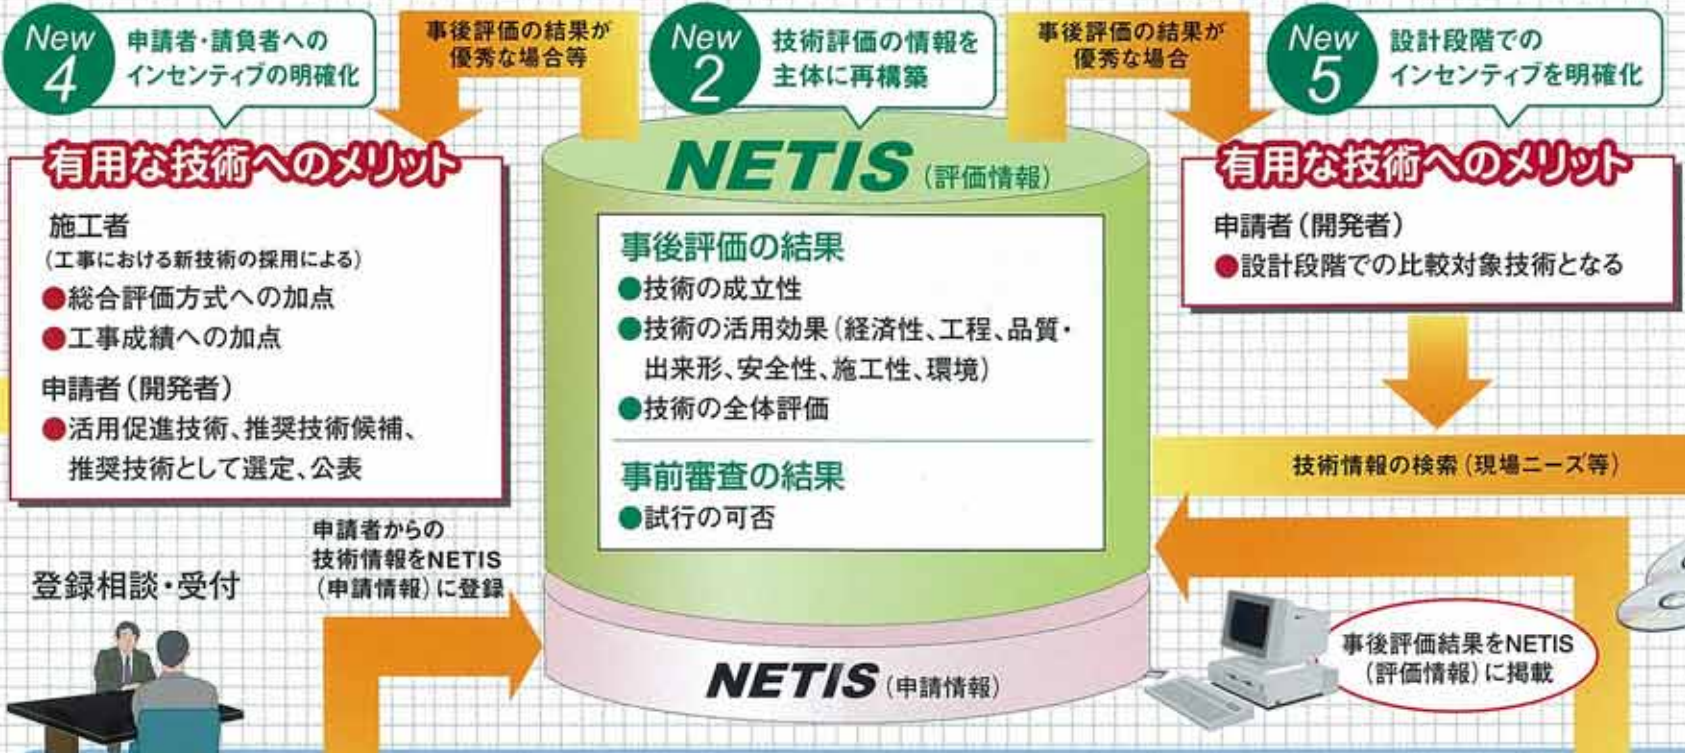 New
4
申請者・請負者への
インセンティブの明確化
事後評価の結果が
優秀な場合等
New
2
技術評価の情報を
主体に再構築
事後評価の結果が
優秀な場合
New
5
設計段階での
インセンティブを明確化
有用な技術へのメリット
施工者
(工事における新技術の採用による)
●総合評価方式への加点
●工事成績への加点
申請者(開発者)
●活用促進技術、推奨技術候補、
推奨技術として選定、公表
NETIS(評価情報)
事後評価の結果
●技術の成立性
●技術の活用効果(経済性、工程、品質・
出来形、安全性、施工性、環境)
●技術の全体評価
事前審査の結果
●試行の可否
有用な技術へのメリット
申請者(開発者)
●設計段階での比較対象技術となる
技術情報の検索(現場ニーズ等)
登録相談・受付
申請者からの
技術情報をNETIS
(申請情報)に登録
NETIS(申請情報)
事後評価結果をNETIS
(評価情報)に掲載